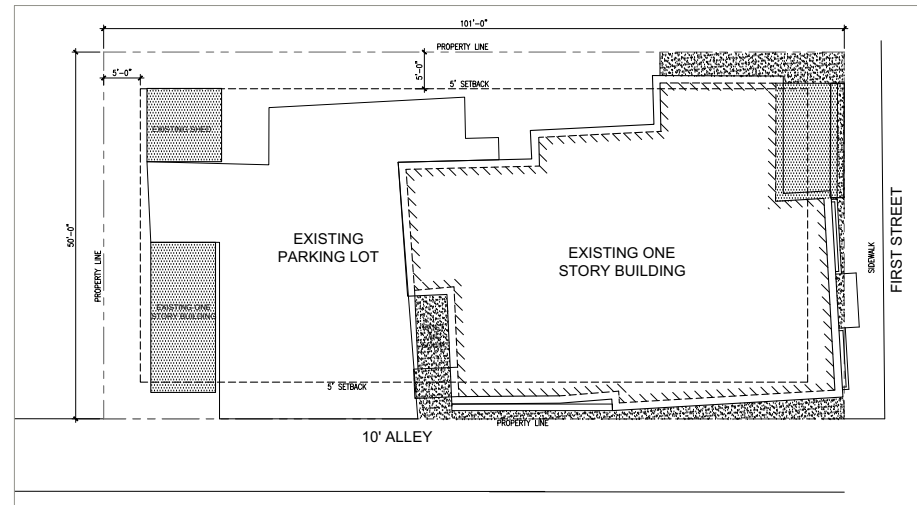 101'-0"
PROPERTY LINE
5'-0"
5'-0"
5' SETBACK
EXISTING SHED
50'-0"
PROPERTY LINE
EXISTING
PARKING LOT
EXISTING ONE
STORY BUILDING
SIDEWALK
FIRST STREET
EXISTING ONE
STORY BUILDING
5' SETBACK
PROPERTY LINE
10' ALLEY